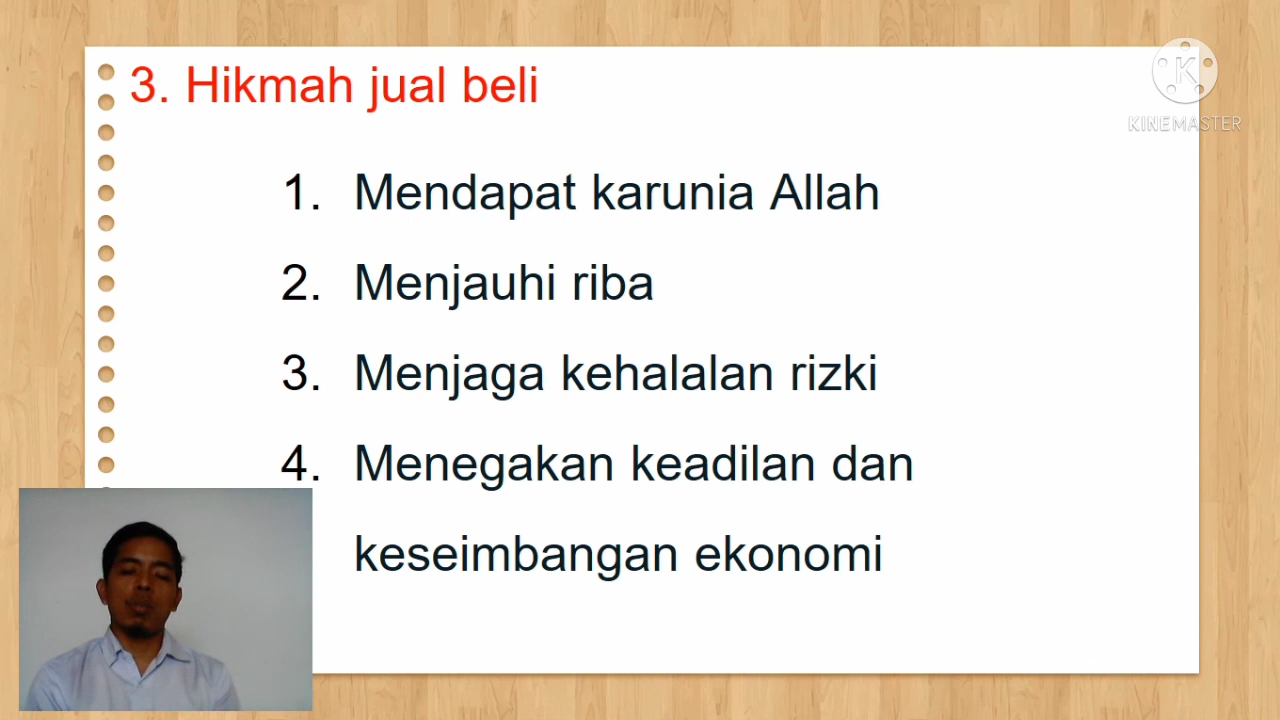 3. Hikmah jual beli
K
KINEMASTER
1. Mendapat karunia Allah
2. Menjauhi riba
3. Menjaga kehalalan rizki
4. Menegakan keadilan dan
keseimbangan ekonomi